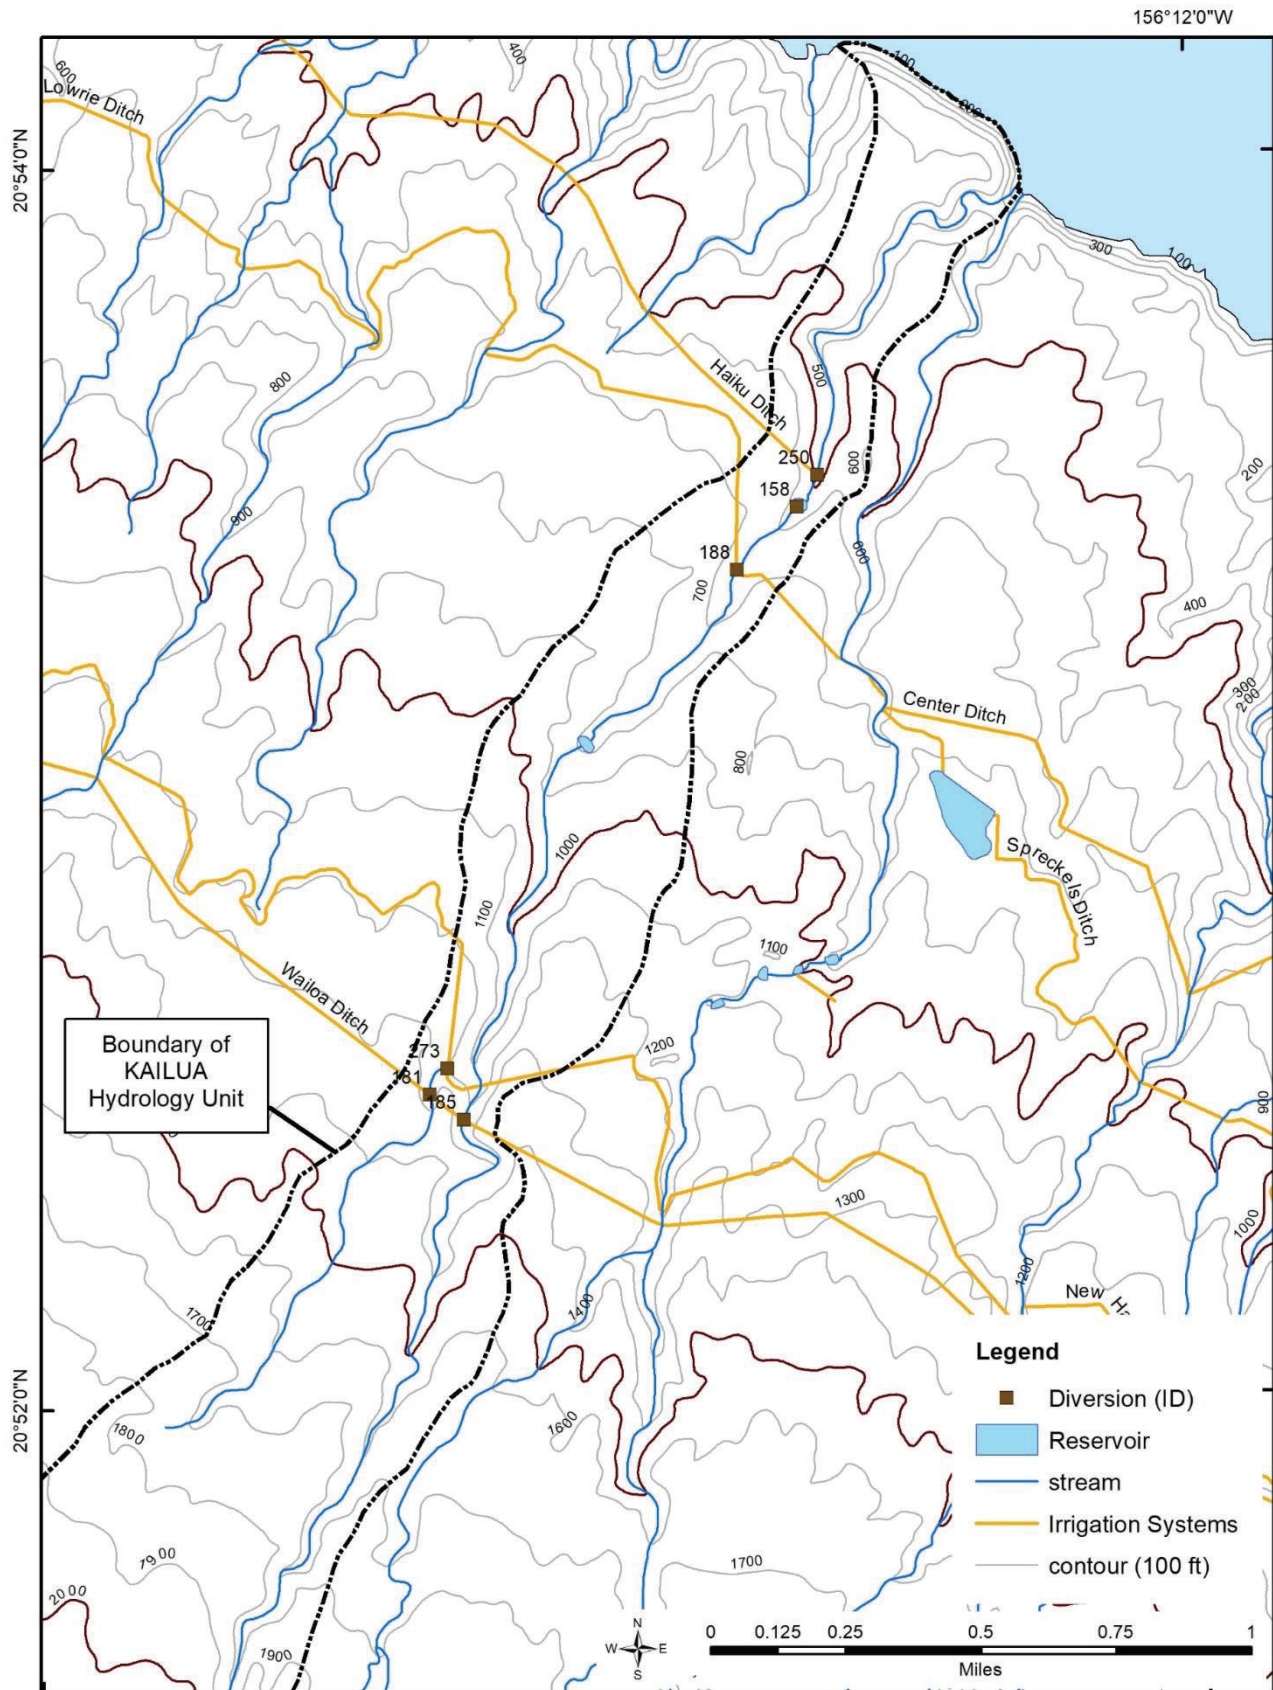 156°12'0"W
400
100
600
Lowrie Ditch
200
20°54'0"N
300
100
Haiku Ditch
500
800
250
600
200
158
900
600
188
700
400
300
200
Center Ditch
800
1000
Spreckels Ditch
1100
1100
Wailoa Ditch
1200
273
181
185
Boundary of
KAILUA
Hydrology Unit
900
1300
1000
1200
New
1700
1400
1800
1600
20°52'0"N
1900
1700
2000
1900
Legend
Diversion (ID)
Reservoir
stream
Irrigation Systems
contour (100 ft)
N
W E
S
0 0.125 0.25 0.5 0.75 1
Miles